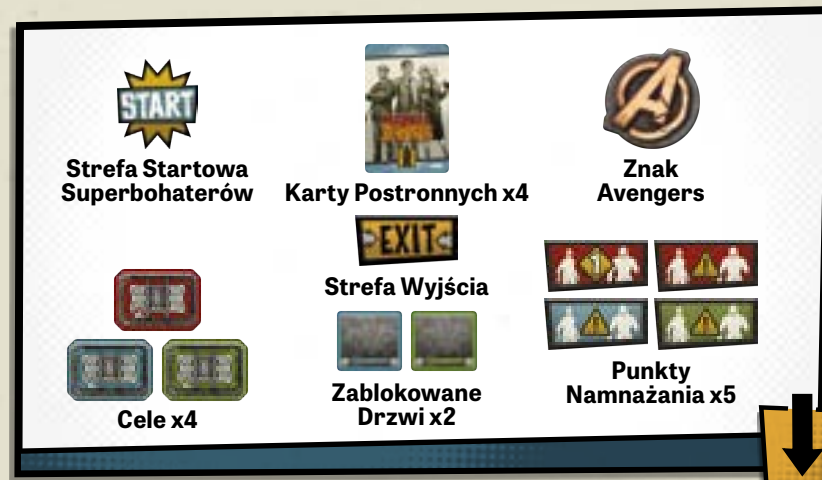 START
Strefa Startowa
Superbohaterów
Karty Postronnych x4
Znak
Avengers
EXIT
Strefa Wyjścia
1
Cele x4
Zablokowane
Drzwi x2
Punkty
Namnażania x5